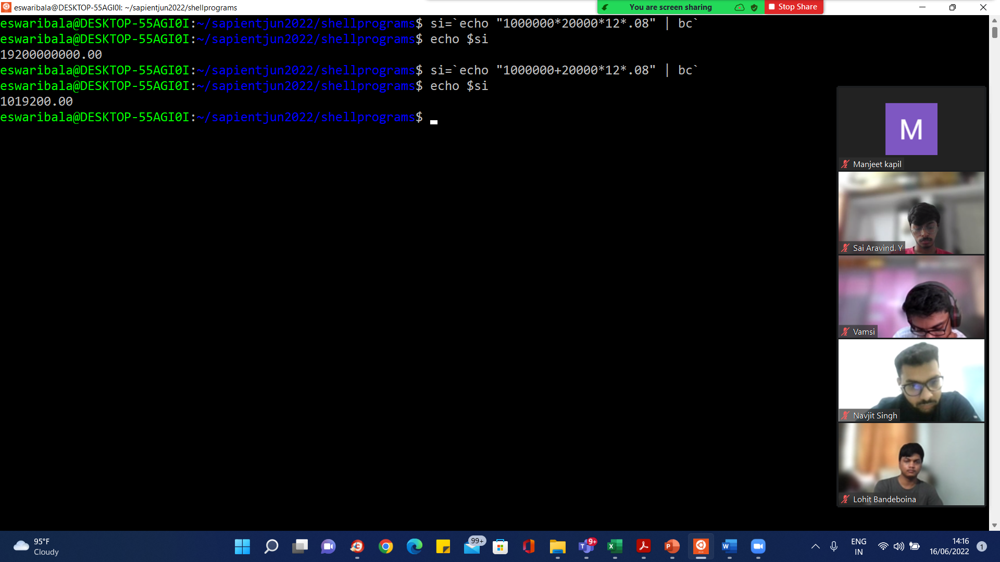 eswaribala@DESKTOP-55AGI0I: ~/sapientjun2022/shellprograms
You are screen sharing
Stop Share
eswaribala@DESKTOP-55AGI0I:~/sapientjun2022/shellprograms$ si=`echo "1000000*20000*12*.08" | bc`
eswaribala@DESKTOP-55AGI0I:~/sapientjun2022/shellprograms$ echo $si
19200000000.00
eswaribala@DESKTOP-55AGI0I:~/sapientjun2022/shellprograms$ si=`echo "1000000+20000*12*.08" | bc`
eswaribala@DESKTOP-55AGI0I:~/sapientjun2022/shellprograms$ echo $si
1019200.00
eswaribala@DESKTOP-55AGI0I:~/sapientjun2022/shellprograms$
M
Manjeet kapil
Sai Aravind. Y
Vamsi
Navjit Singh
Lohit Bandeboina
95°F
Cloudy
99+
9+
ENG
IN
14:16
16/06/2022
1